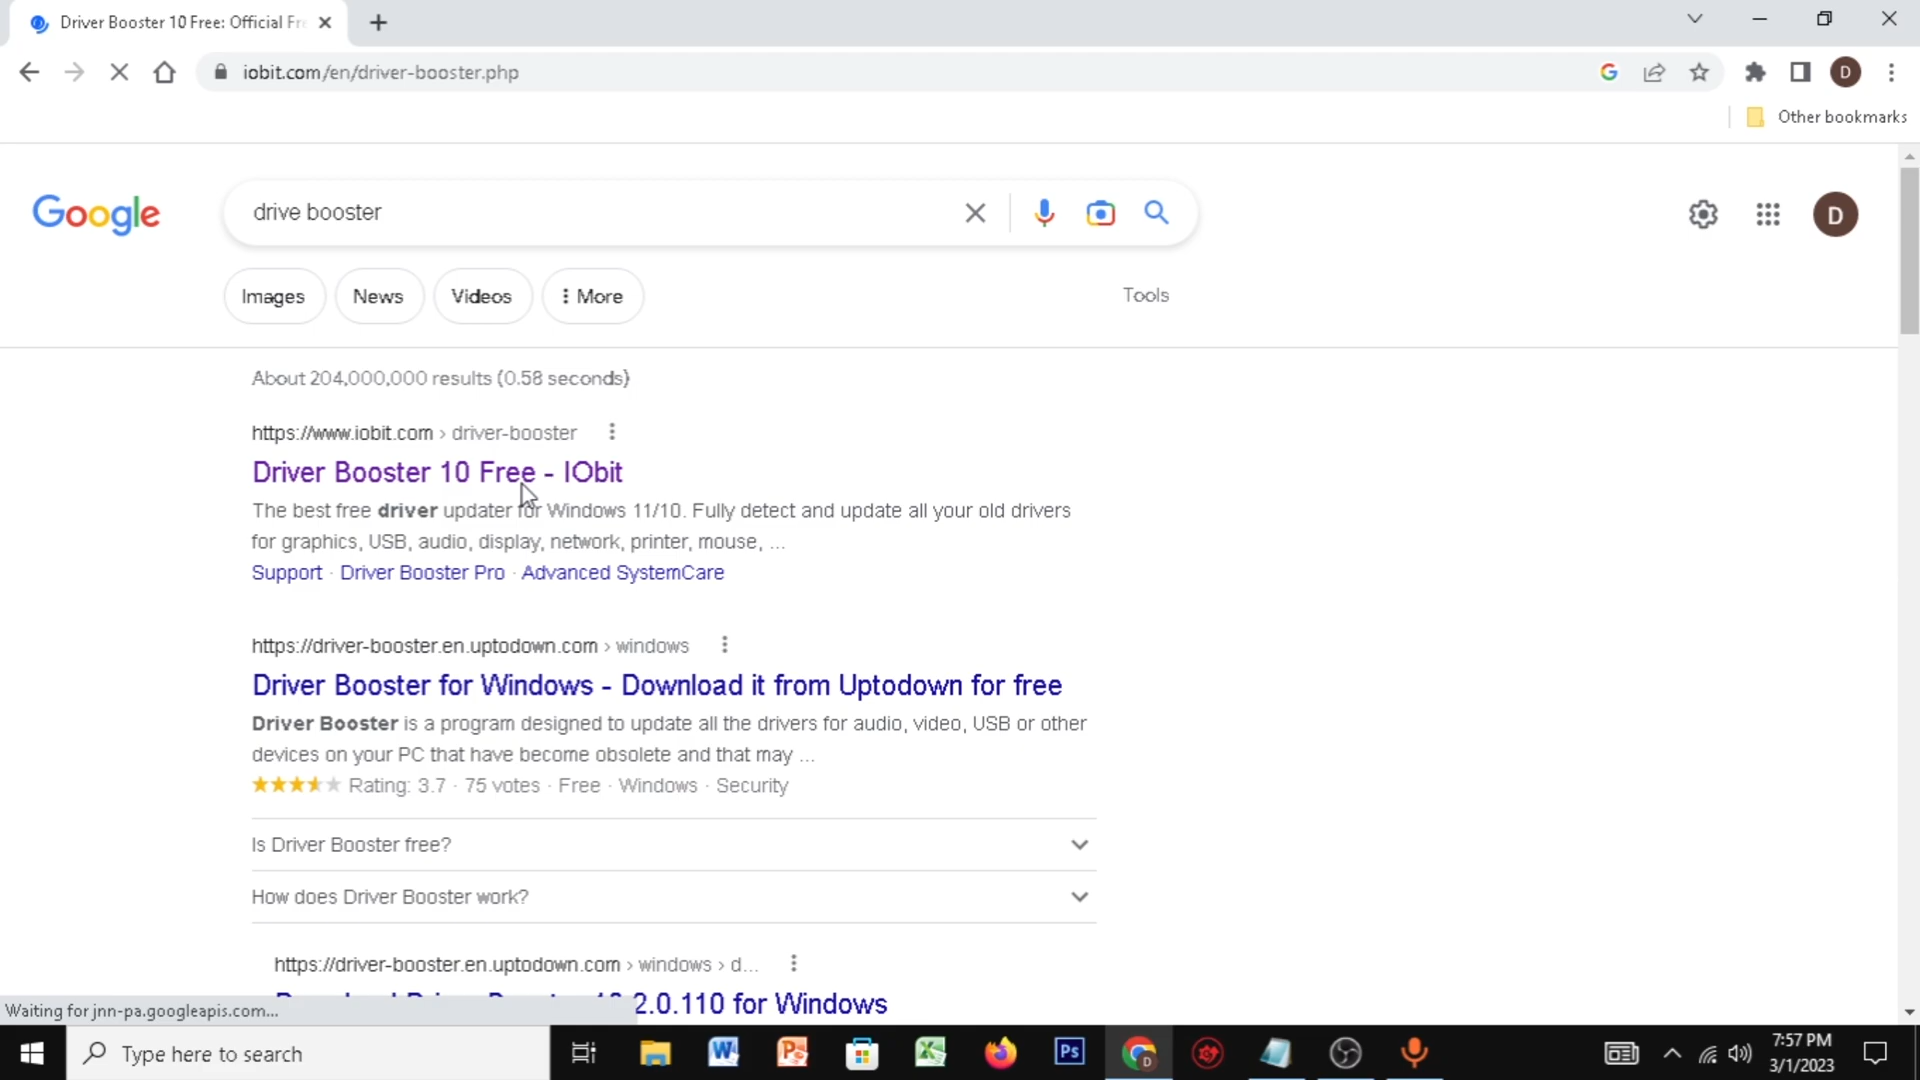 Driver Booster 10 Free: Official Fr
iobit.com/en/driver-booster.php
D
Other bookmarks
Google
drive booster
D
Images
News
Videos
More
Tools
About 204,000,000 results (0.58 seconds)
https://www.iobit.com › driver-booster
Driver Booster 10 Free - IObit
The best free driver updater for Windows 11/10. Fully detect and update all your old drivers
for graphics, USB, audio, display, network, printer, mouse, ...
Support · Driver Booster Pro · Advanced SystemCare
https://driver-booster.en.uptodown.com › windows
Driver Booster for Windows - Download it from Uptodown for free
Driver Booster is a program designed to update all the drivers for audio, video, USB or other
devices on your PC that have become obsolete and that may ...
Rating: 3.7 · 75 votes · Free · Windows · Security
Is Driver Booster free?
How does Driver Booster work?
https://driver-booster.en.uptodown.com › windows › d...
2.0.110 for Windows
Waiting for jnn-pa.googleapis.com...
Type here to search
Ps
D
7:57 PM
3/1/2023